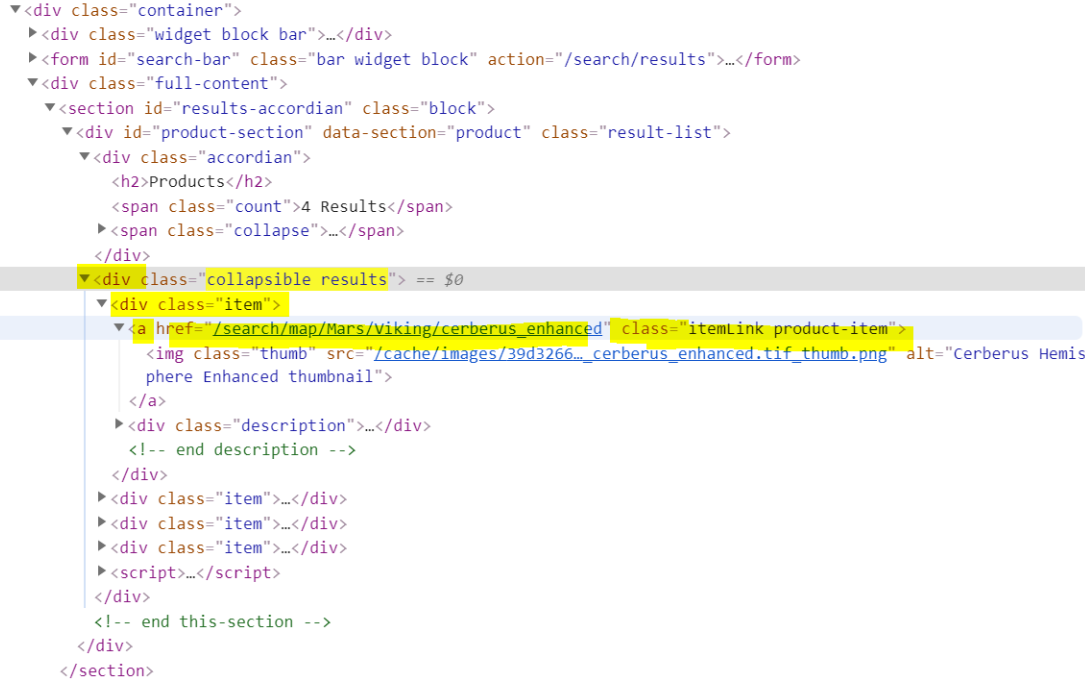 ▼<div class="container">
▶<div class="widget block bar">…</div>
▶<form id="search-bar" class="bar widget block" action="/search/results">…</form>
▼<div class="full-content">
▼<section id="results-accordian" class="block">
▼<div id="product-section" data-section="product" class="result-list">
▼<div class="accordian">
<h2>Products</h2>
<span class="count">4 Results</span>
▶<span class="collapse">…</span>
</div>
▼<div class="collapsible results"> == $0
▼<div class="item">
▼<a href="/search/map/Mars/Viking/cerberus_enhanced" class="itemLink product-item">
<img class="thumb" src="/cache/images/39d3266…_cerberus_enhanced.tif_thumb.png" alt="Cerberus Hemis
phere Enhanced thumbnail">
</a>
▶<div class="description">…</div>
<!-- end description -->
</div>
▶<div class="item">…</div>
▶<div class="item">…</div>
▶<div class="item">…</div>
▶<script>…</script>
</div>
<!-- end this-section -->
</div>
</section>